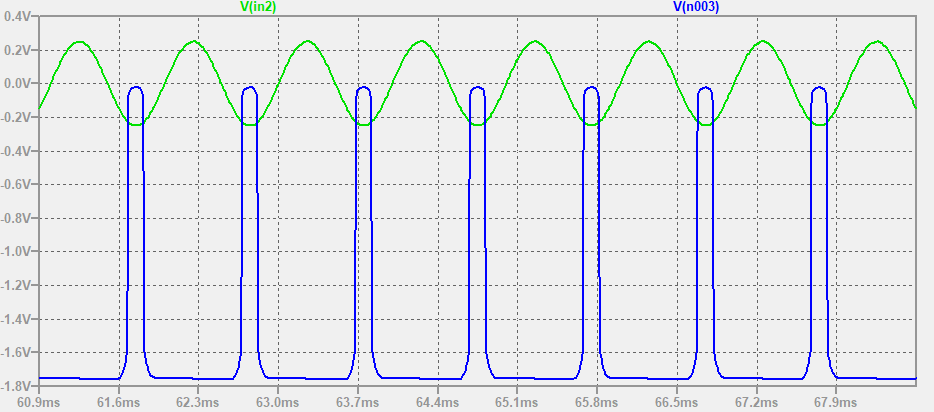 V(in2) V(n003)
0.4V
0.2V
0.0V
-0.2V
-0.4V
-0.6V
-0.8V
-1.0V
-1.2V
-1.4V
-1.6V
-1.8V
60.9ms 61.6ms 62.3ms 63.0ms 63.7ms 64.4ms 65.1ms 65.8ms 66.5ms 67.2ms 67.9ms